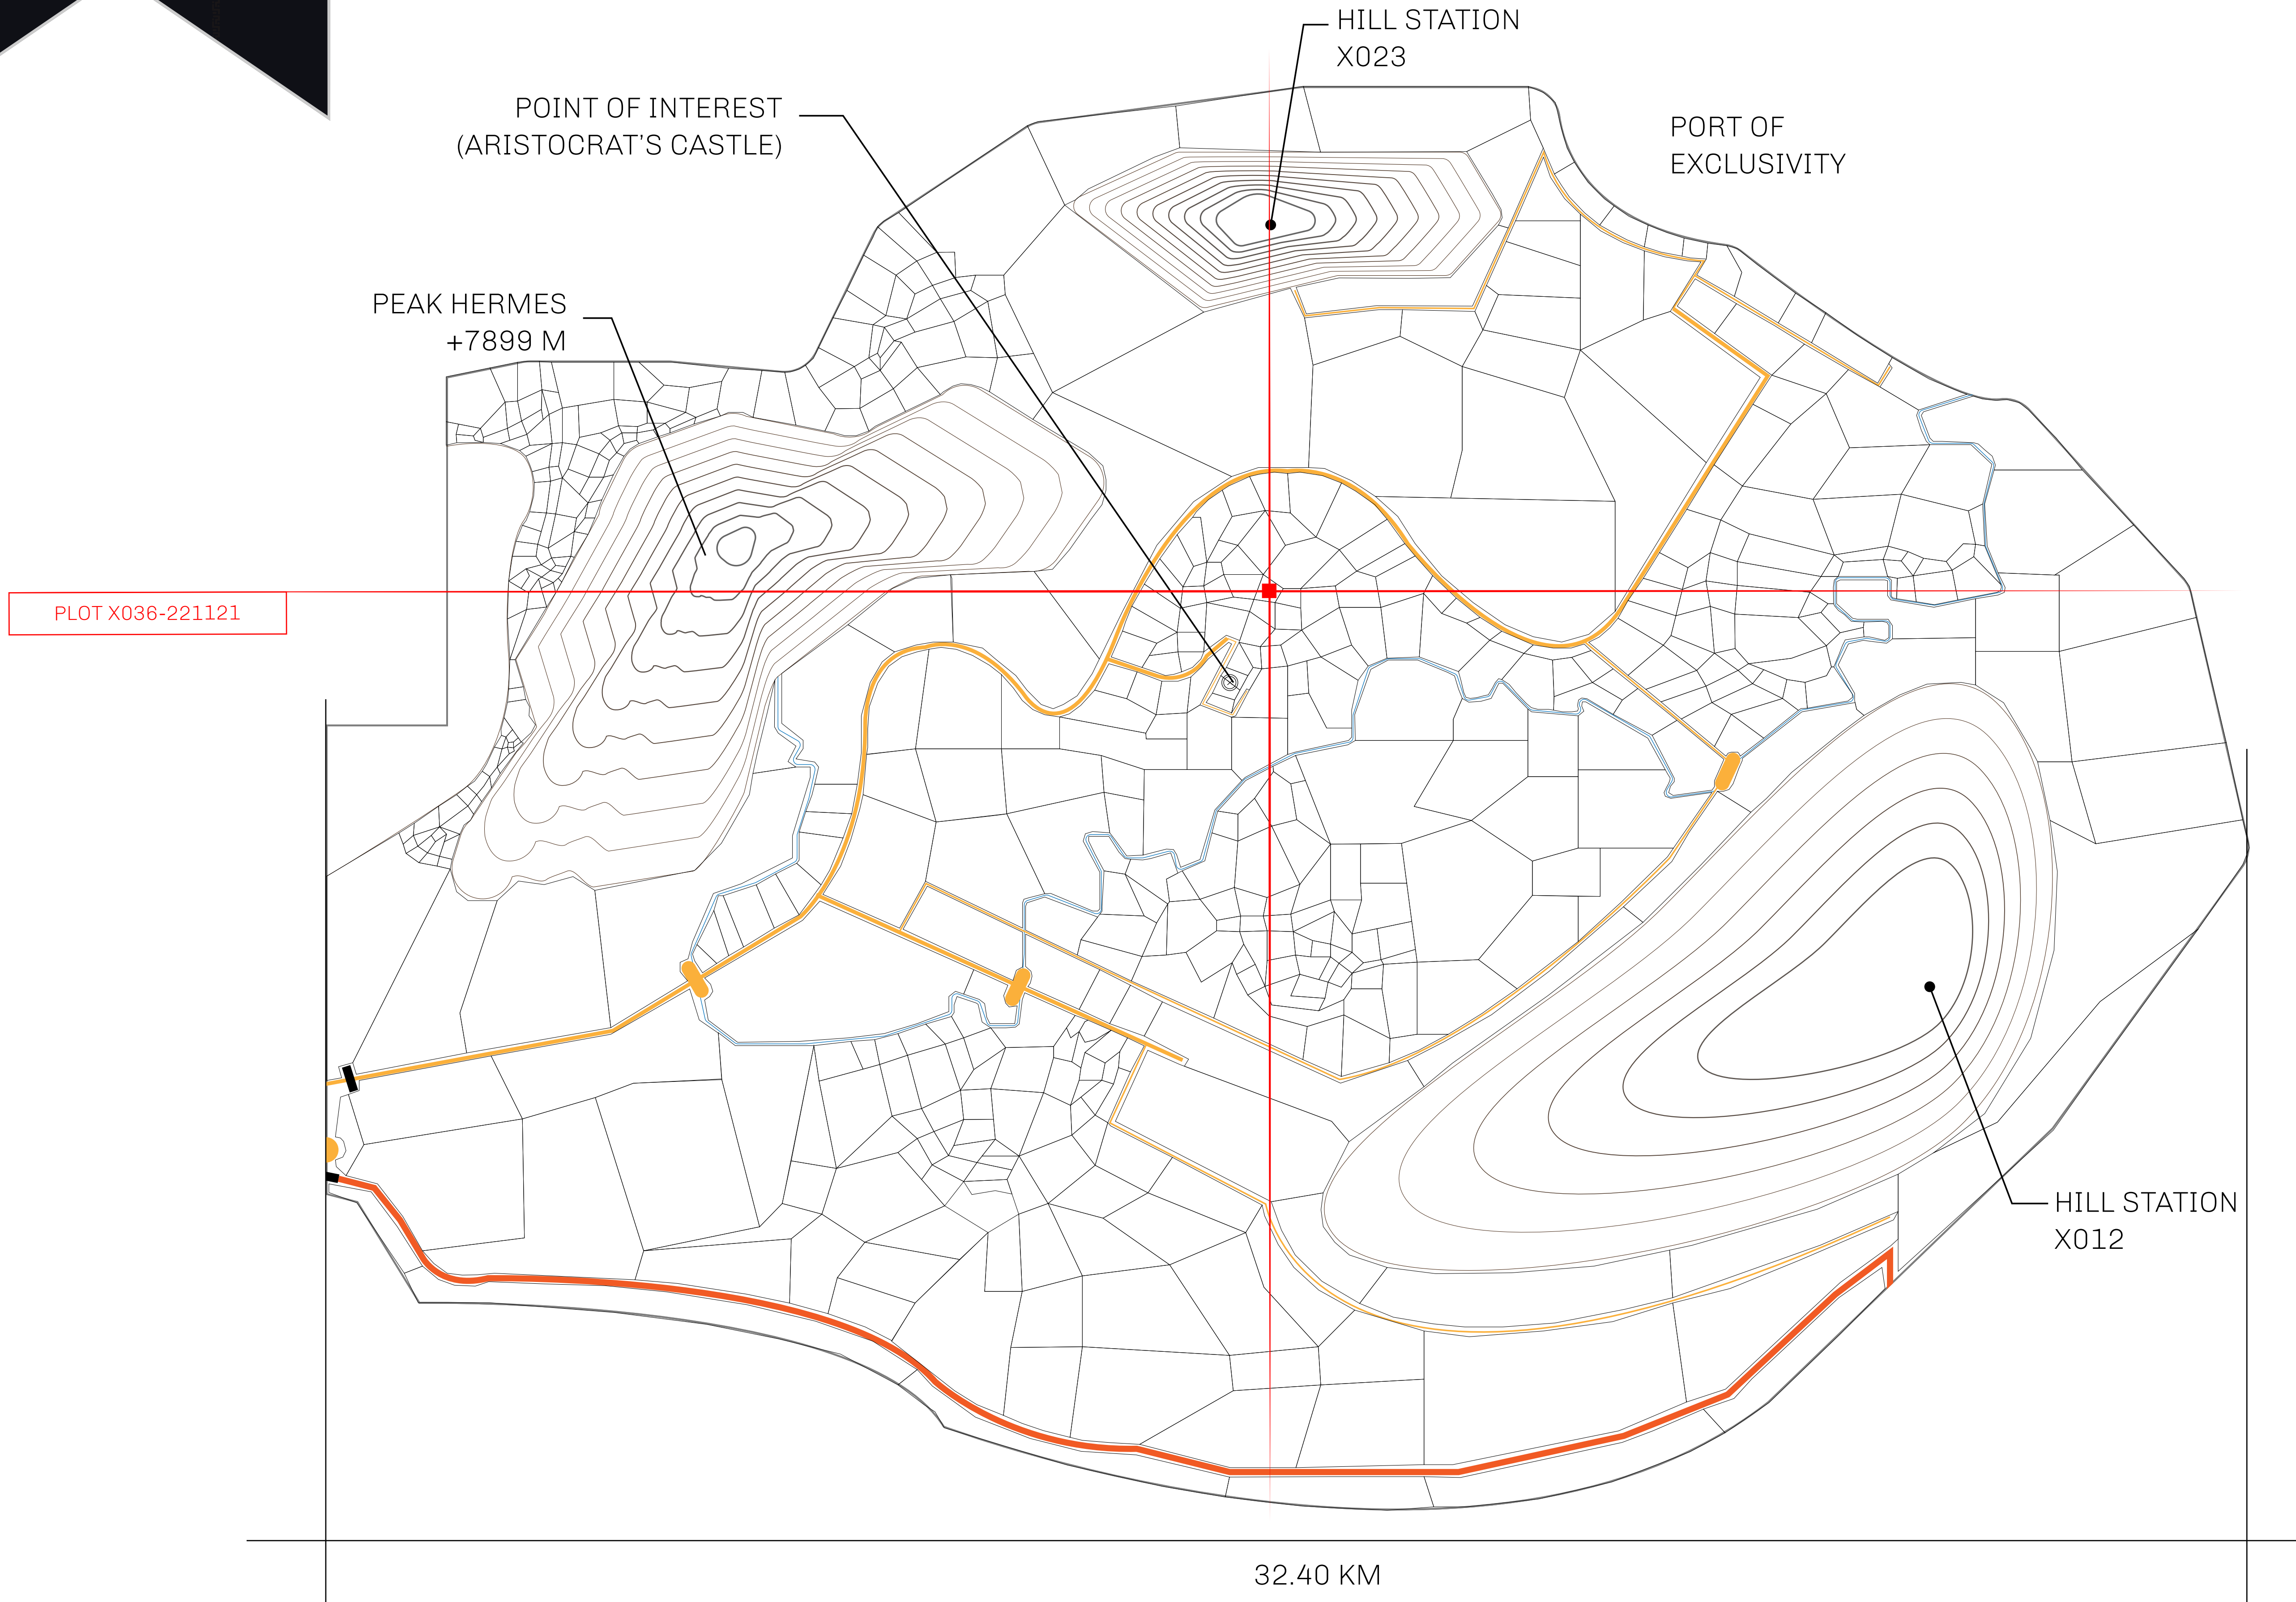 HILL STATION
X023
POINT OF INTEREST
(ARISTOCRAT'S CASTLE)
PORT OF
EXCLUSIVITY
PEAK HERMES
+7899 M
PLOT X036-221121
HILL STATION
X012
32.40 KM